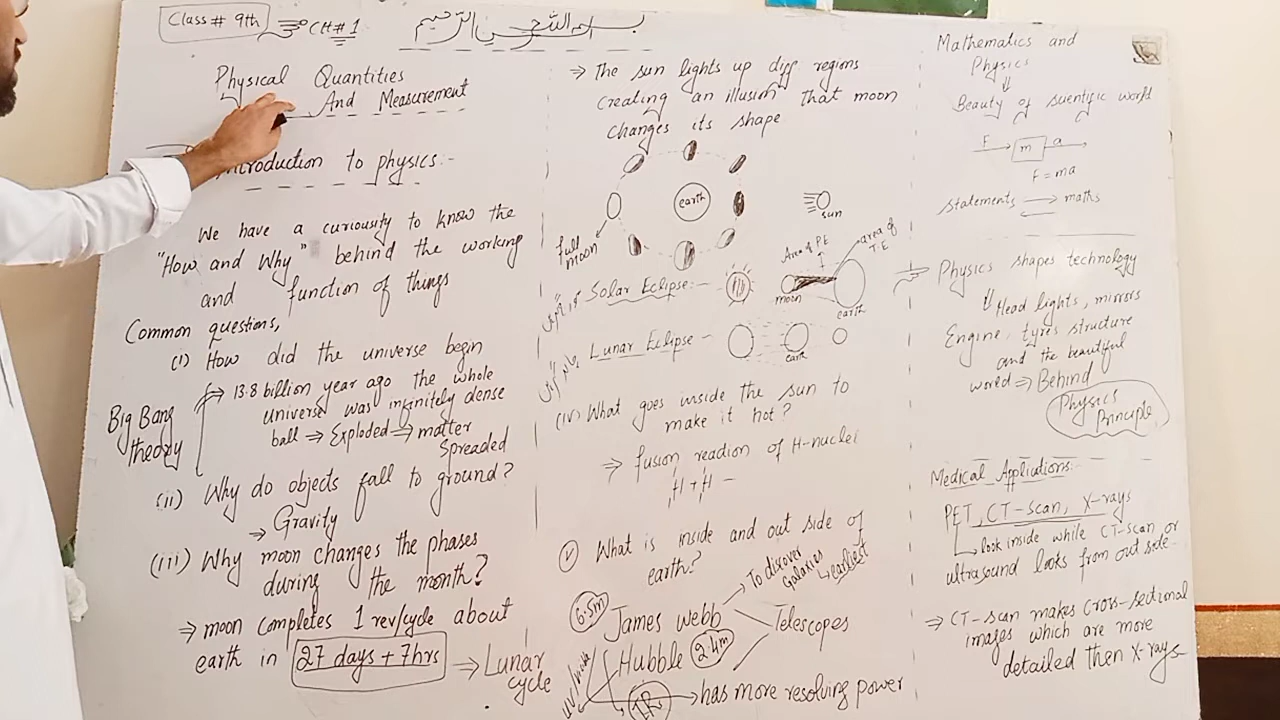 Class # 9th
CH # 1
بسم الله الرحمن الرحيم
Physical Quantities
And Measurement
Introduction to physics:-
We have a curiousity to know the
"How and Why" behind the working
and function of things
Common questions,
(i) How did the universe begin
Big Bang
theory
→ 13.8 billion year ago the whole
universe was infinitely dense
ball ⇒ Exploded ⇒ matter
Spreaded
(ii) Why do objects fall to ground?
→ Gravity
(iii) Why moon changes the phases
during the month?
⇒ moon completes 1 rev/cycle about
earth in 27 days + 7hrs ⇒ Lunar
cycle
⇒ The sun lights up diff regions
creating an illusion that moon
changes its shape
earth
sun
full
moon
Area of P.E
area of
T.E
Solar Eclipse:-
moon
earth
Lunar Eclipse -
earth
(iv) What goes inside the sun to
make it hot?
⇒ fusion reaction of H-nuclei
₁H + ₁H -
(v) What is inside and out side of
earth?
6.5m
James webb
To discover
Galaxies
↳ earliest
Telescopes
Hubble 2.4m
IR
→ has more resolving power
Mathematics and
Physics
⇓
Beauty of scientific world
F → m a →
F = ma
statements ⟶ maths
⟵
Physics shapes technology
⇓ Head lights, mirrors
Engine, tyres structure
and the beautiful
world ⇒ Behind
Physics
Principle
Medical Applications:-
PET, CT-Scan, X-rays
↳ look inside while CT-scan or
ultrasound looks from out side-
⇒ CT-scan makes cross-sectional
images which are more
detailed then X-rays